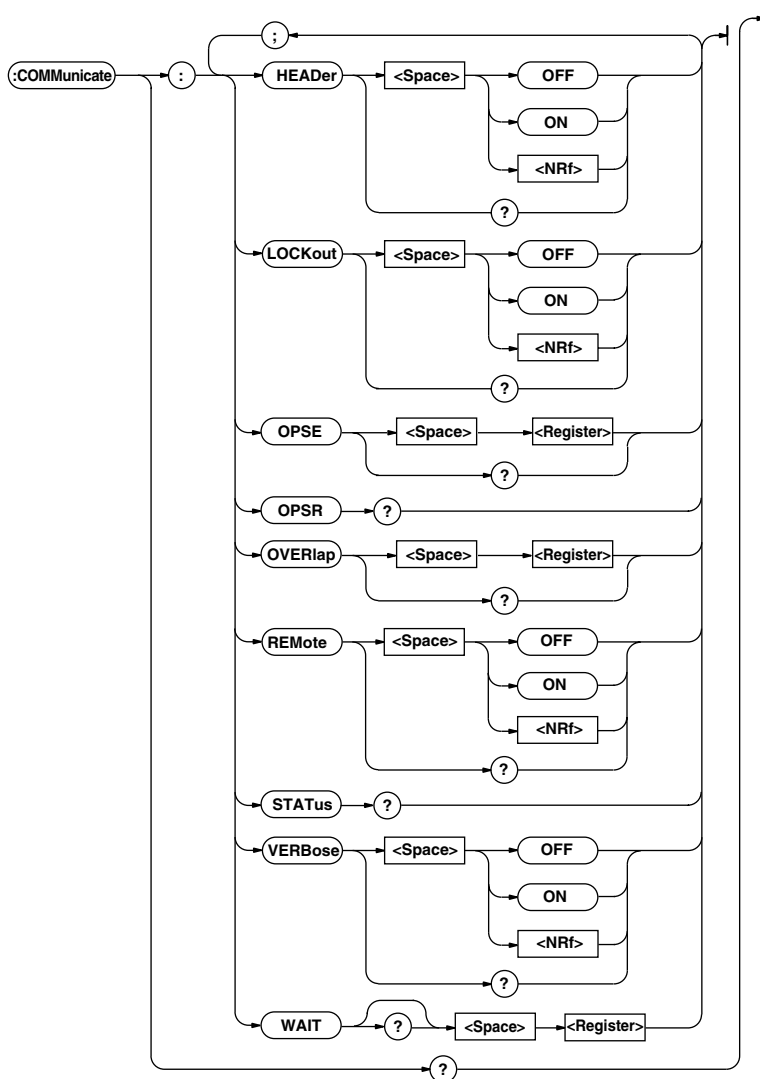 ;
:COMMunicate : HEADer <Space> OFF
ON
<NRf>
?
LOCKout <Space> OFF
ON
<NRf>
?
OPSE <Space> <Register>
?
OPSR ?
OVERlap <Space> <Register>
?
REMote <Space> OFF
ON
<NRf>
?
STATus ?
VERBose <Space> OFF
ON
<NRf>
?
WAIT ? <Space> <Register>
?